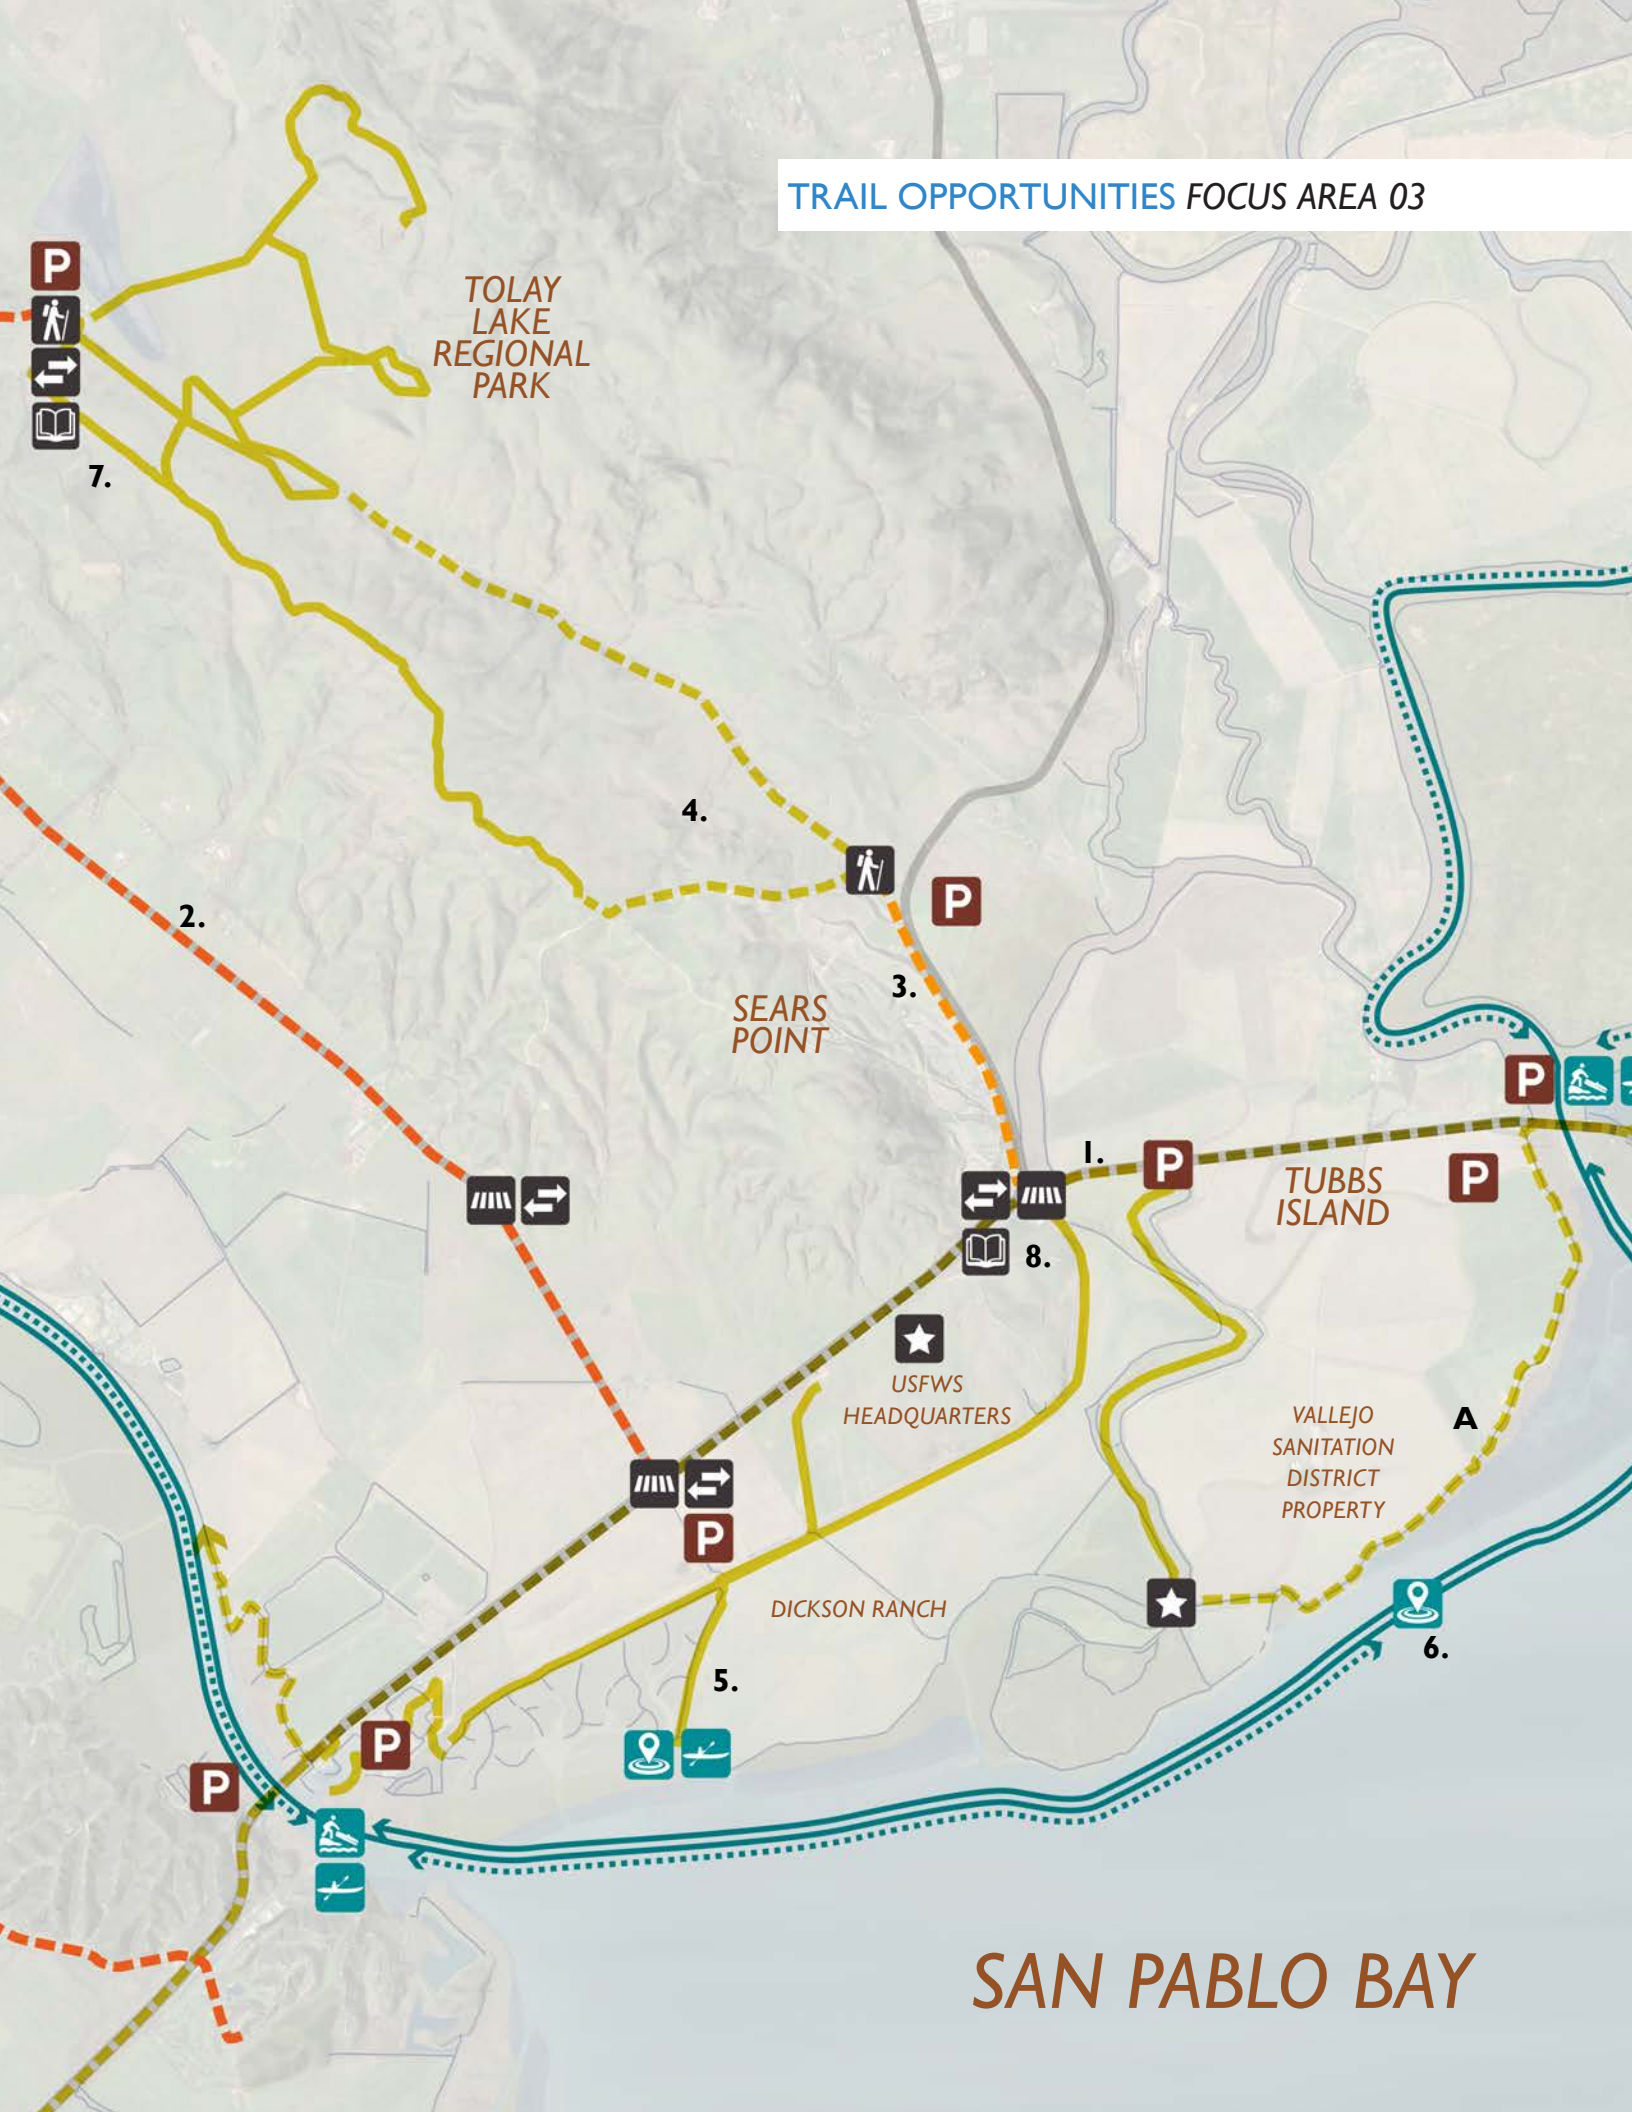 TRAIL OPPORTUNITIES FOCUS AREA 03
P
TOLAY
LAKE
REGIONAL
PARK
7.
4.
P
2.
3.
SEARS
POINT
P
1.
P
TUBBS
ISLAND
P
8.
USFWS
HEADQUARTERS
VALLEJO
SANITATION
DISTRICT
PROPERTY
A
P
DICKSON RANCH
6.
5.
P
P
SAN PABLO BAY